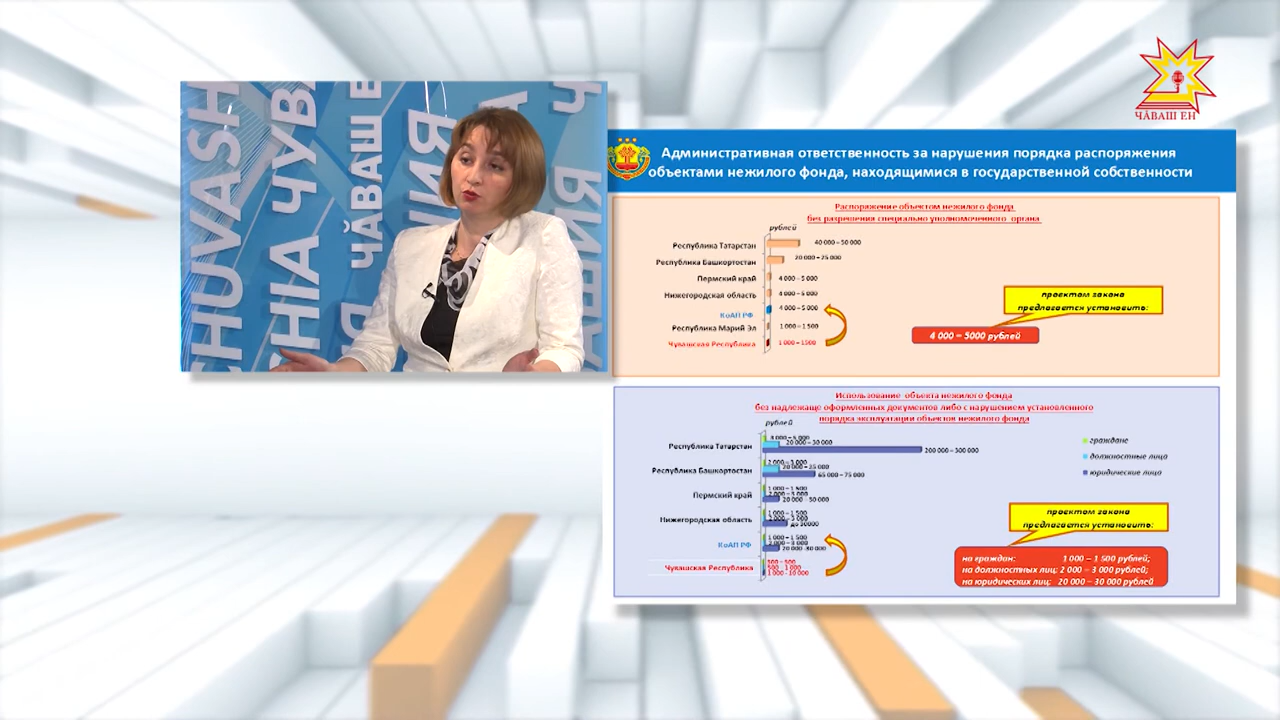 ЧĂВАШ ЕН
CHUVASH
НА ЧУВ
ЧĂВАШ Е
Административная ответственность за нарушения порядка распоряжения
объектами нежилого фонда, находящимися в государственной собственности
Распоряжение объектом нежилого фонда
без разрешения специально уполномоченного органа
рублей
Республика Татарстан 40 000 – 50 000
Республика Башкортостан 20 000 – 25 000
Пермский край 4 000 – 5 000
Нижегородская область 4 000 – 5 000
КоАП РФ 4 000 – 5 000
Республика Марий Эл 1 000 – 1 500
Чувашская Республика 1 000 – 1500
проектом закона
предлагается установить:
4 000 – 5000 рублей
Использование объекта нежилого фонда
без надлежаще оформленных документов либо с нарушением установленного
порядка эксплуатации объектов нежилого фонда
рублей
Республика Татарстан
20 000 – 30 000
200 000 – 300 000
Республика Башкортостан
20 000 – 25 000
65 000 – 75 000
Пермский край
1 000 – 1 500
20 000 – 50 000
Нижегородская область
1 000 – 1 500
до 30000
КоАП РФ
1 000 – 1 500
2 000 – 3 000
Чувашская Республика
1 000 - 10 000
граждане
должностные лица
юридические лица
проектом закона
предлагается установить:
на граждан: 1 000 – 1 500 рублей;
на должностных лиц: 2 000 – 3 000 рублей;
на юридических лиц: 20 000 – 30 000 рублей